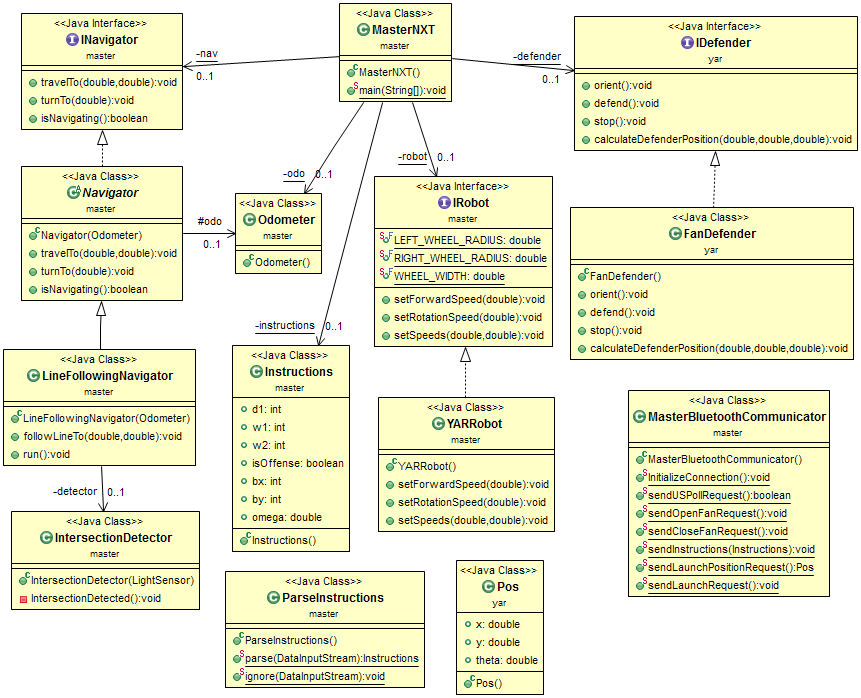 <<Java Interface>>
INavigator
master
travelTo(double,double):void
turnTo(double):void
isNavigating():boolean
-nav
0..1
<<Java Class>>
MasterNXT
master
MasterNXT()
main(String[]):void
-defender
0..1
<<Java Interface>>
IDefender
yar
orient():void
defend():void
stop():void
calculateDefenderPosition(double,double,double):void
<<Java Class>>
Navigator
master
Navigator(Odometer)
travelTo(double,double):void
turnTo(double):void
isNavigating():boolean
#odo
0..1
-odo
0..1
<<Java Class>>
Odometer
master
Odometer()
-robot
0..1
<<Java Interface>>
IRobot
master
LEFT_WHEEL_RADIUS: double
RIGHT_WHEEL_RADIUS: double
WHEEL_WIDTH: double
setForwardSpeed(double):void
setRotationSpeed(double):void
setSpeeds(double,double):void
<<Java Class>>
FanDefender
yar
FanDefender()
orient():void
defend():void
stop():void
calculateDefenderPosition(double,double,double):void
-instructions
0..1
<<Java Class>>
LineFollowingNavigator
master
LineFollowingNavigator(Odometer)
followLineTo(double,double):void
run():void
-detector
0..1
<<Java Class>>
Instructions
master
d1: int
w1: int
w2: int
isOffense: boolean
bx: int
by: int
omega: double
Instructions()
<<Java Class>>
YARRobot
master
YARRobot()
setForwardSpeed(double):void
setRotationSpeed(double):void
setSpeeds(double,double):void
<<Java Class>>
MasterBluetoothCommunicator
master
MasterBluetoothCommunicator()
InitializeConnection():void
sendUSPollRequest():boolean
sendOpenFanRequest():void
sendCloseFanRequest():void
sendInstructions(Instructions):void
sendLaunchPositionRequest():Pos
sendLaunchRequest():void
<<Java Class>>
IntersectionDetector
master
IntersectionDetector(LightSensor)
IntersectionDetected():void
<<Java Class>>
ParseInstructions
master
ParseInstructions()
parse(DataInputStream):Instructions
ignore(DataInputStream):void
<<Java Class>>
Pos
yar
x: double
y: double
theta: double
Pos()